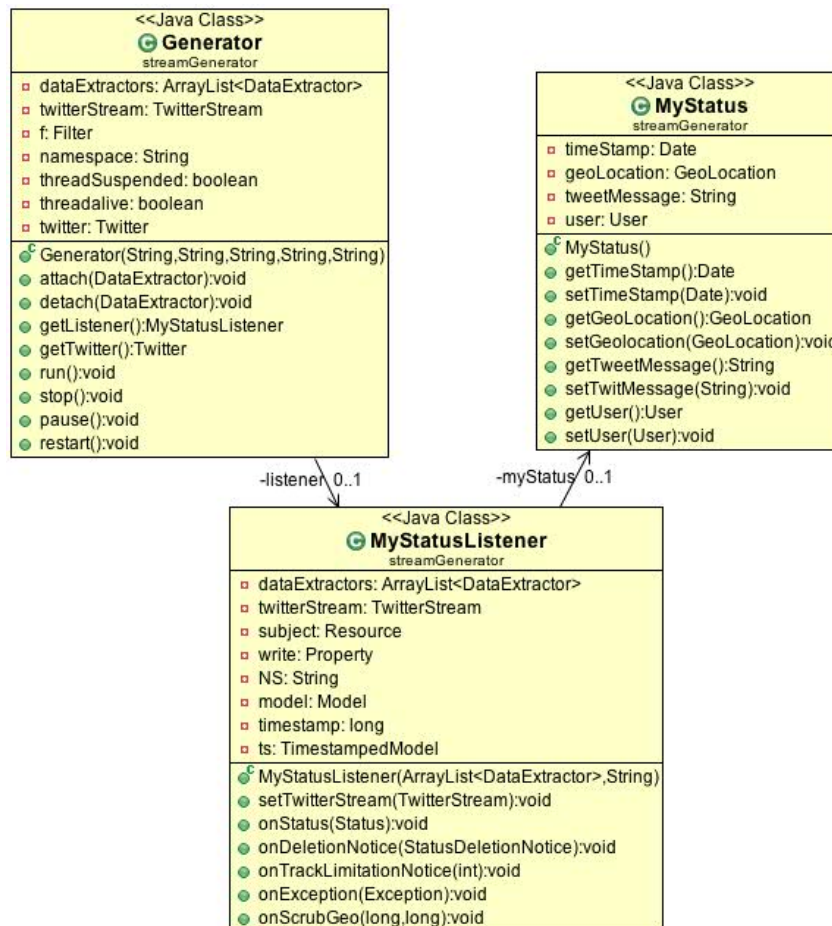 <<Java Class>>
Generator
streamGenerator
dataExtractors: ArrayList<DataExtractor>
twitterStream: TwitterStream
f: Filter
namespace: String
threadSuspended: boolean
threadalive: boolean
twitter: Twitter
Generator(String,String,String,String,String)
attach(DataExtractor):void
detach(DataExtractor):void
getListener():MyStatusListener
getTwitter():Twitter
run():void
stop():void
pause():void
restart():void
<<Java Class>>
MyStatus
streamGenerator
timeStamp: Date
geoLocation: GeoLocation
tweetMessage: String
user: User
MyStatus()
getTimeStamp():Date
setTimeStamp(Date):void
getGeoLocation():GeoLocation
setGeolocation(GeoLocation):void
getTweetMessage():String
setTwitMessage(String):void
getUser():User
setUser(User):void
-listener 0..1
-myStatus 0..1
<<Java Class>>
MyStatusListener
streamGenerator
dataExtractors: ArrayList<DataExtractor>
twitterStream: TwitterStream
subject: Resource
write: Property
NS: String
model: Model
timestamp: long
ts: TimestampedModel
MyStatusListener(ArrayList<DataExtractor>,String)
setTwitterStream(TwitterStream):void
onStatus(Status):void
onDeletionNotice(StatusDeletionNotice):void
onTrackLimitationNotice(int):void
onException(Exception):void
onScrubGeo(long,long):void